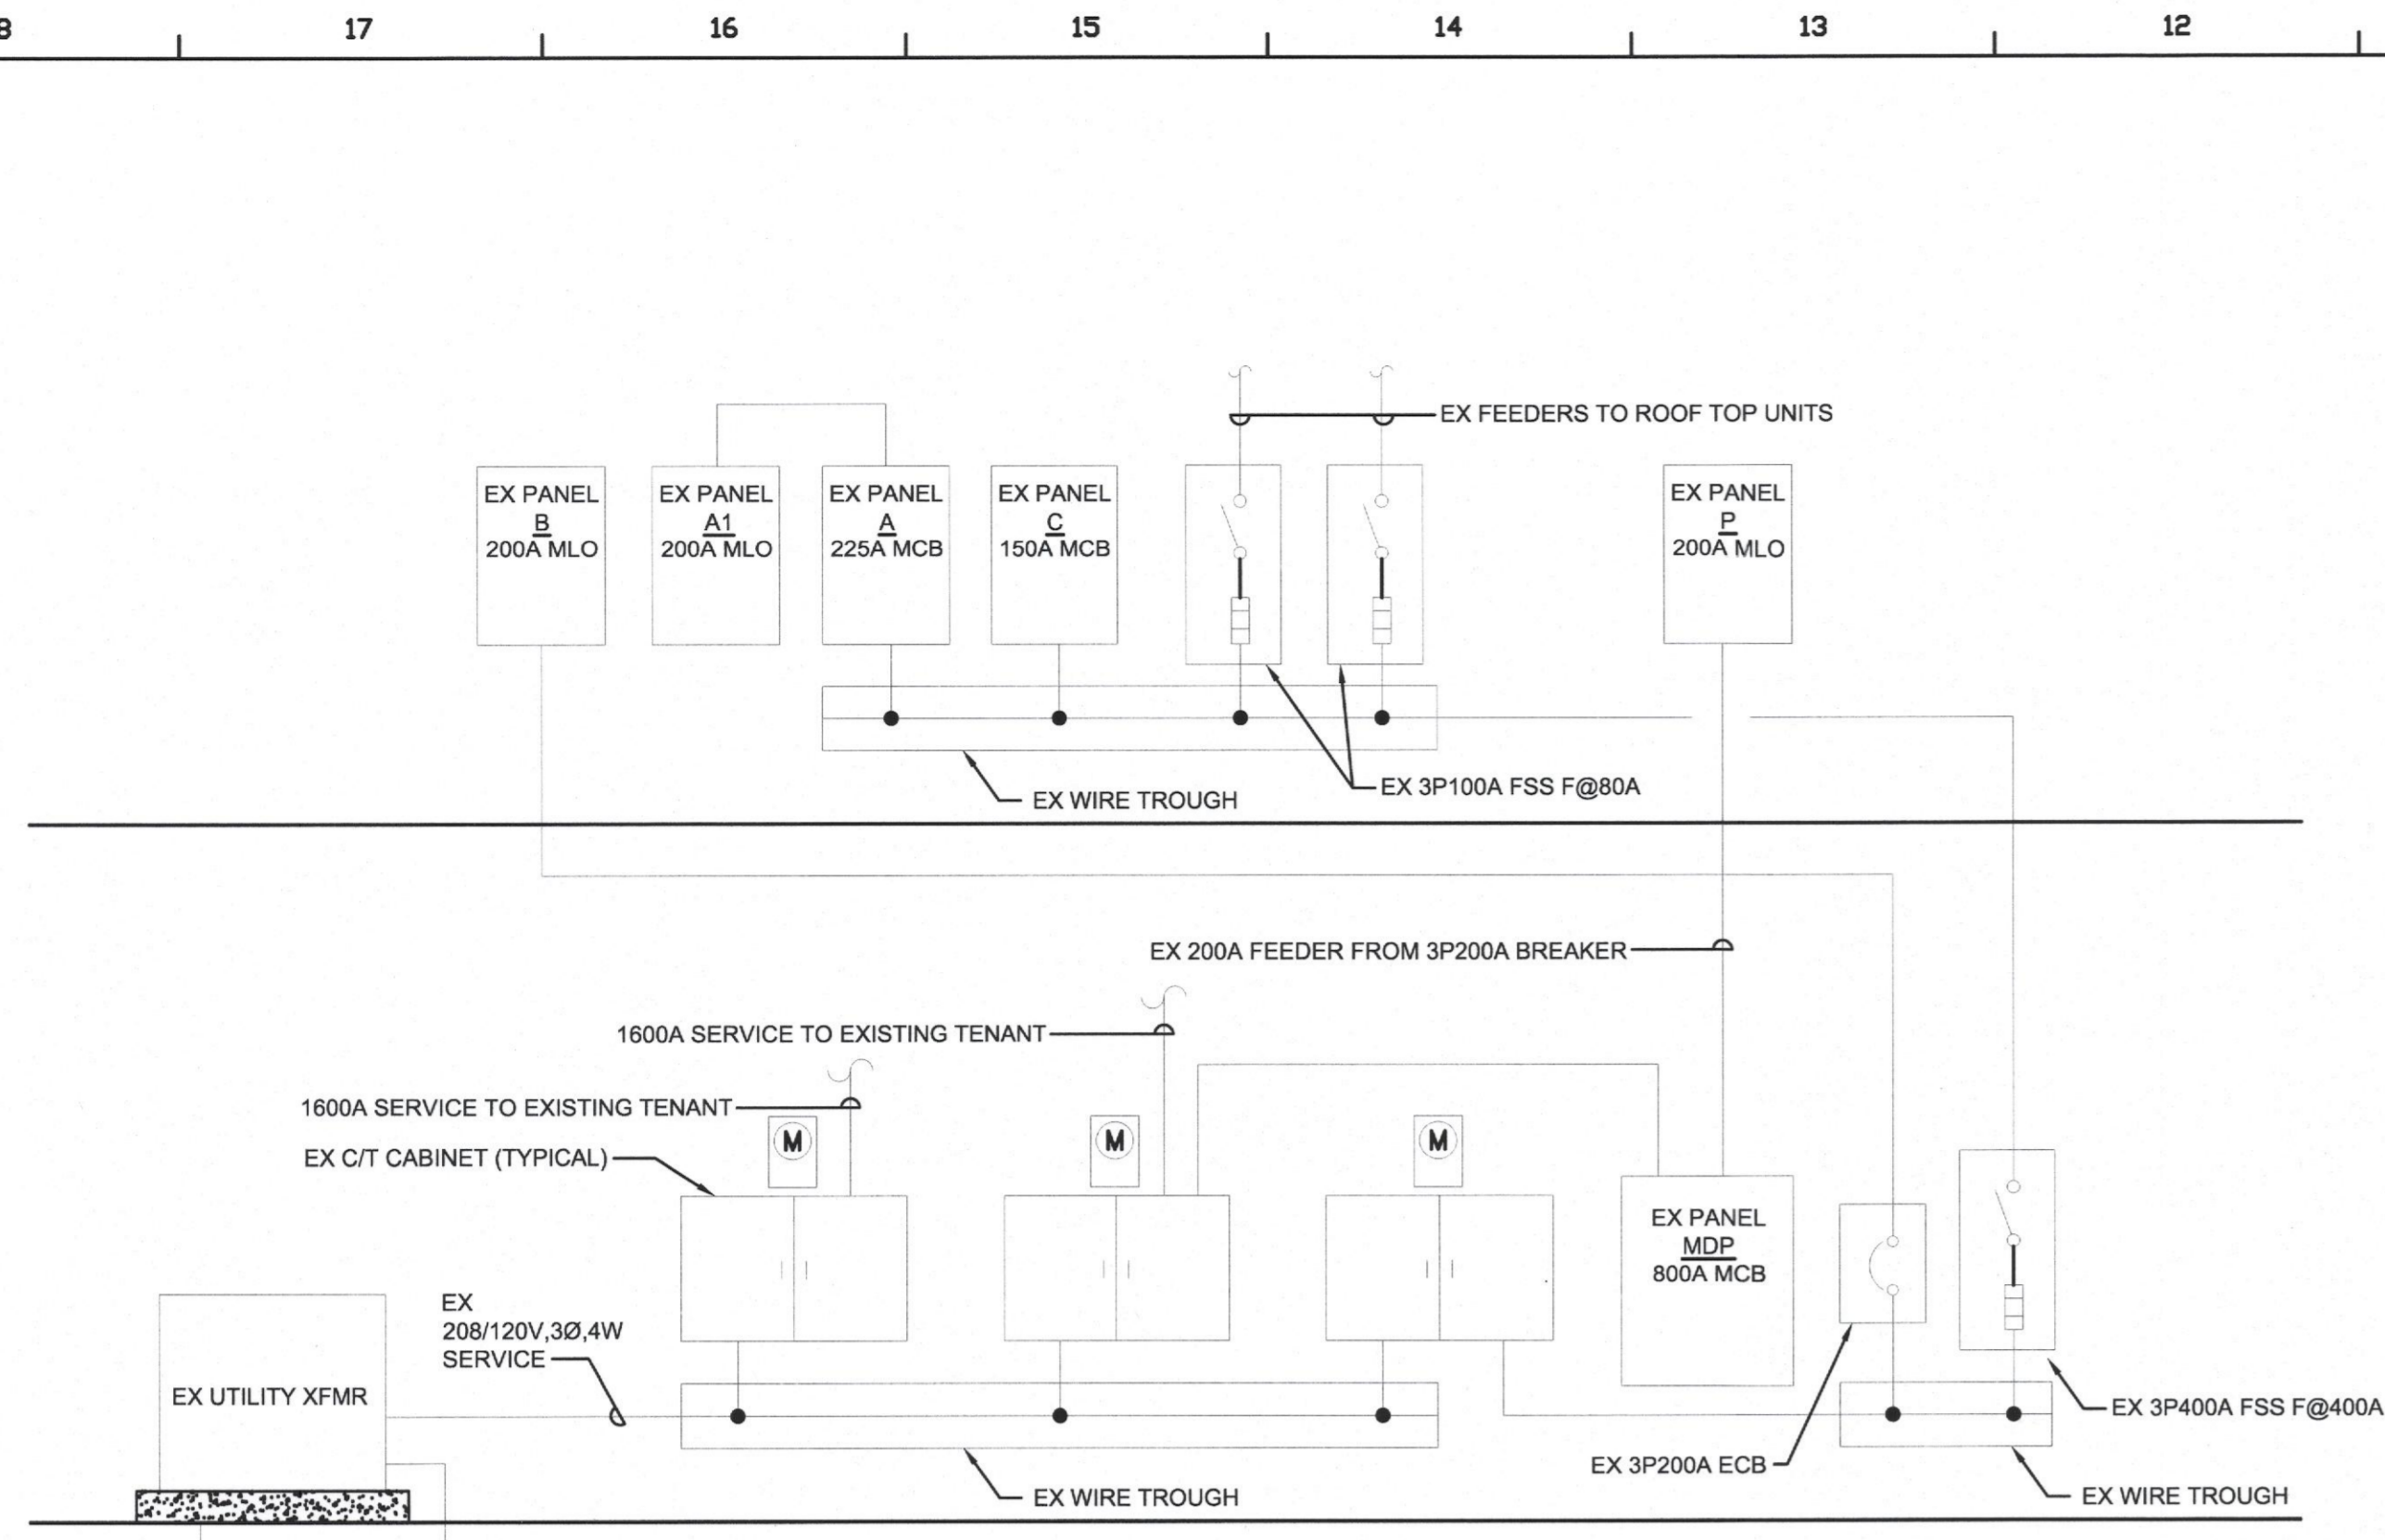 8 17 16 15 14 13 12
EX FEEDERS TO ROOF TOP UNITS
EX PANEL
B
200A MLO
EX PANEL
A1
200A MLO
EX PANEL
A
225A MCB
EX PANEL
C
150A MCB
EX PANEL
P
200A MLO
EX 3P100A FSS F@80A
EX WIRE TROUGH
EX 200A FEEDER FROM 3P200A BREAKER
1600A SERVICE TO EXISTING TENANT
1600A SERVICE TO EXISTING TENANT
EX C/T CABINET (TYPICAL)
M
M
M
EX PANEL
MDP
800A MCB
EX
208/120V,3Ø,4W
SERVICE
EX UTILITY XFMR
EX 3P400A FSS F@400A
EX 3P200A ECB
EX WIRE TROUGH
EX WIRE TROUGH